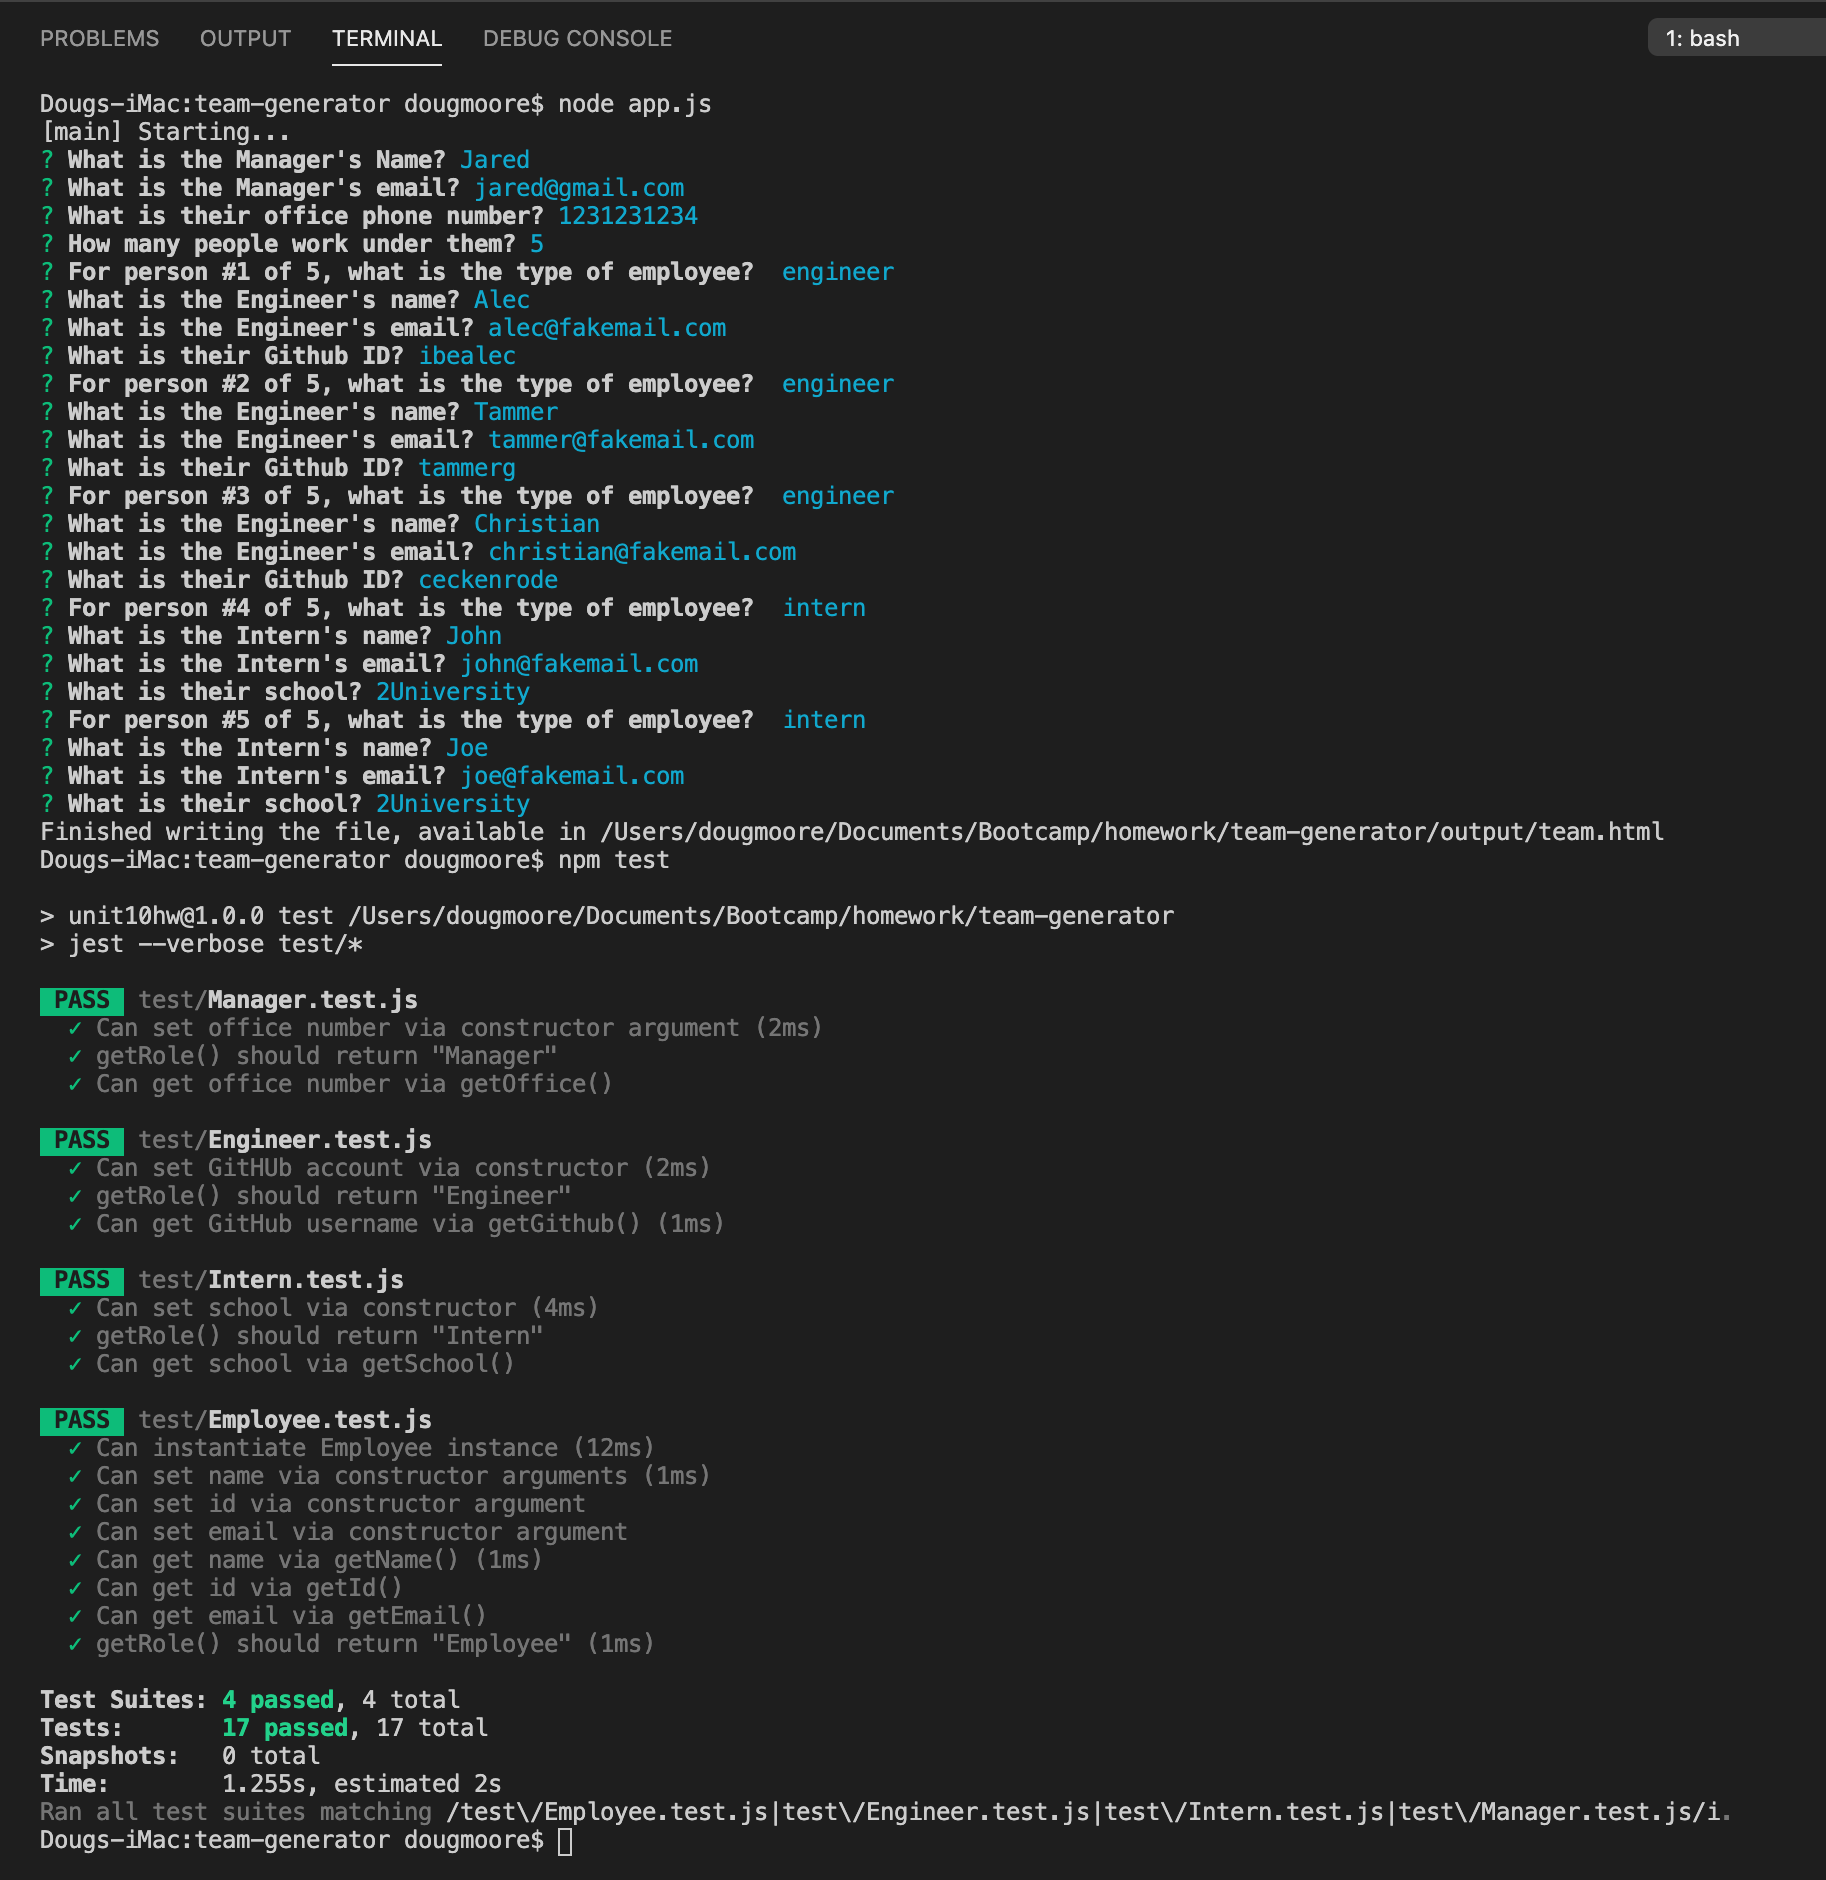 PROBLEMS OUTPUT TERMINAL DEBUG CONSOLE 1: bash
Dougs-iMac:team-generator dougmoore$ node app.js
[main] Starting...
? What is the Manager's Name? Jared
? What is the Manager's email? jared@gmail.com
? What is their office phone number? 1231231234
? How many people work under them? 5
? For person #1 of 5, what is the type of employee?  engineer
? What is the Engineer's name? Alec
? What is the Engineer's email? alec@fakemail.com
? What is their Github ID? ibealec
? For person #2 of 5, what is the type of employee?  engineer
? What is the Engineer's name? Tammer
? What is the Engineer's email? tammer@fakemail.com
? What is their Github ID? tammerg
? For person #3 of 5, what is the type of employee?  engineer
? What is the Engineer's name? Christian
? What is the Engineer's email? christian@fakemail.com
? What is their Github ID? ceckenrode
? For person #4 of 5, what is the type of employee?  intern
? What is the Intern's name? John
? What is the Intern's email? john@fakemail.com
? What is their school? 2University
? For person #5 of 5, what is the type of employee?  intern
? What is the Intern's name? Joe
? What is the Intern's email? joe@fakemail.com
? What is their school? 2University
Finished writing the file, available in /Users/dougmoore/Documents/Bootcamp/homework/team-generator/output/team.html
Dougs-iMac:team-generator dougmoore$ npm test
> unit10hw@1.0.0 test /Users/dougmoore/Documents/Bootcamp/homework/team-generator
> jest --verbose test/*
PASS test/Manager.test.js
✓ Can set office number via constructor argument (2ms)
✓ getRole() should return "Manager"
✓ Can get office number via getOffice()
PASS test/Engineer.test.js
✓ Can set GitHUb account via constructor (2ms)
✓ getRole() should return "Engineer"
✓ Can get GitHub username via getGithub() (1ms)
PASS test/Intern.test.js
✓ Can set school via constructor (4ms)
✓ getRole() should return "Intern"
✓ Can get school via getSchool()
PASS test/Employee.test.js
✓ Can instantiate Employee instance (12ms)
✓ Can set name via constructor arguments (1ms)
✓ Can set id via constructor argument
✓ Can set email via constructor argument
✓ Can get name via getName() (1ms)
✓ Can get id via getId()
✓ Can get email via getEmail()
✓ getRole() should return "Employee" (1ms)
Test Suites: 4 passed, 4 total
Tests: 17 passed, 17 total
Snapshots: 0 total
Time: 1.255s, estimated 2s
Ran all test suites matching /test\/Employee.test.js|test\/Engineer.test.js|test\/Intern.test.js|test\/Manager.test.js/i.
Dougs-iMac:team-generator dougmoore$